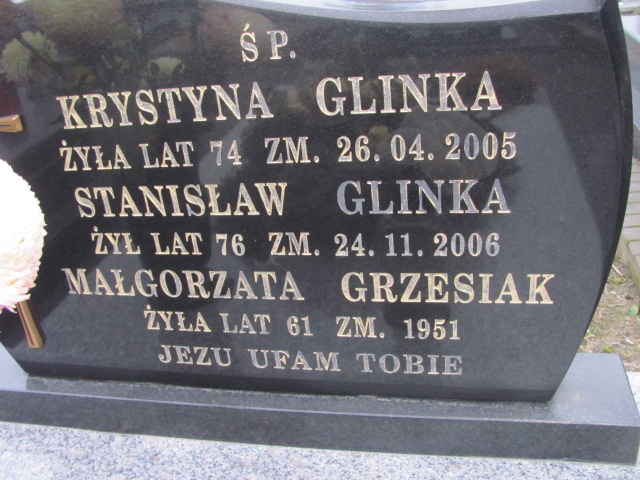 Ś P.
KRYSTYNA GLINKA
ŻYŁA LAT 74 ZM. 26.04.2005
STANISŁAW GLINKA
ŻYŁ LAT 76 ZM. 24.11.2006
MAŁGORZATA GRZESIAK
ŻYŁA LAT 61 ZM. 1951
JEZU UFAM TOBIE